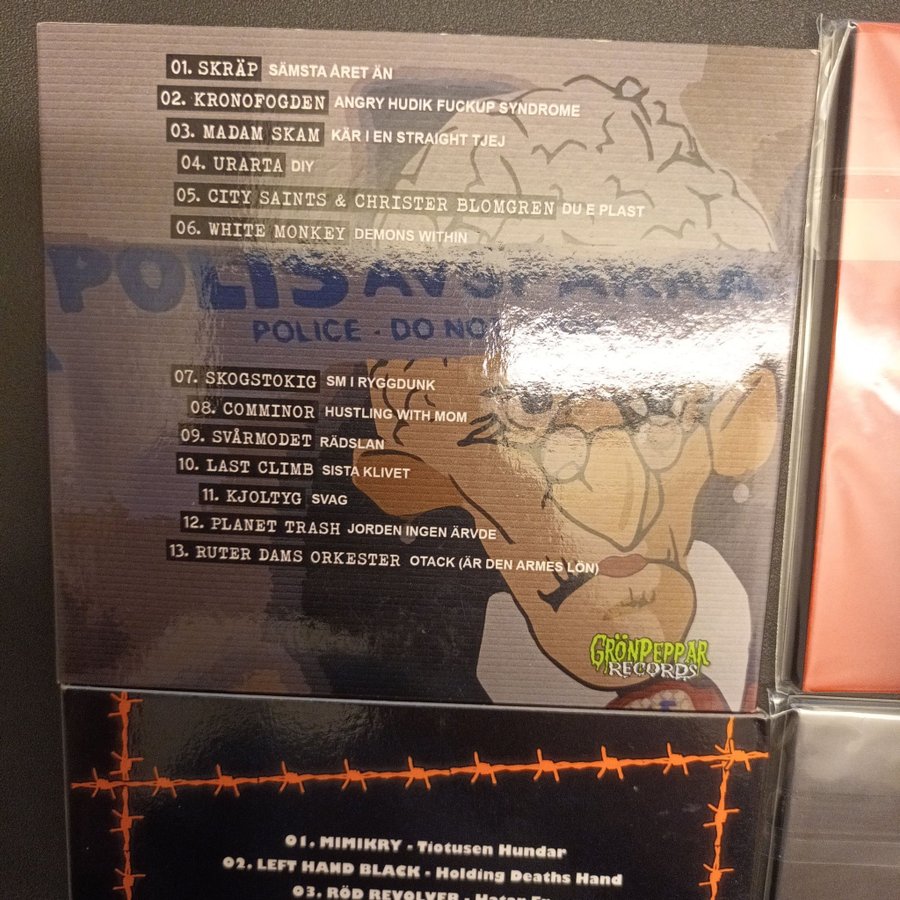 01. SKRÄP SÄMSTA ÅRET ÄN
02. KRONOFOGDEN ANGRY HUDIK FUCKUP SYNDROME
03. MADAM SKAM KÄR I EN STRAIGHT TJEJ
04. URARTA DIY
05. CITY SAINTS & CHRISTER BLOMGREN DU E PLAST
06. WHITE MONKEY DEMONS WITHIN
POLIS
POLICE - DO NOT
07. SKOGSTOKIG SM I RYGGDUNK
08. COMMINOR HUSTLING WITH MOM
09. SVÅRMODET RÄDSLAN
10. LAST CLIMB SISTA KLIVET
11. KJOLTYG SVAG
12. PLANET TRASH JORDEN INGEN ÄRVDE
13. RUTER DAMS ORKESTER OTACK (ÄR DEN ARMES LÖN)
GRÖNPEPPAR
RECORDS
01. MIMIKRY - Tiotusen Hundar
02. LEFT HAND BLACK - Holding Deaths Hand
03. RÖD REVOLVER - Hatar